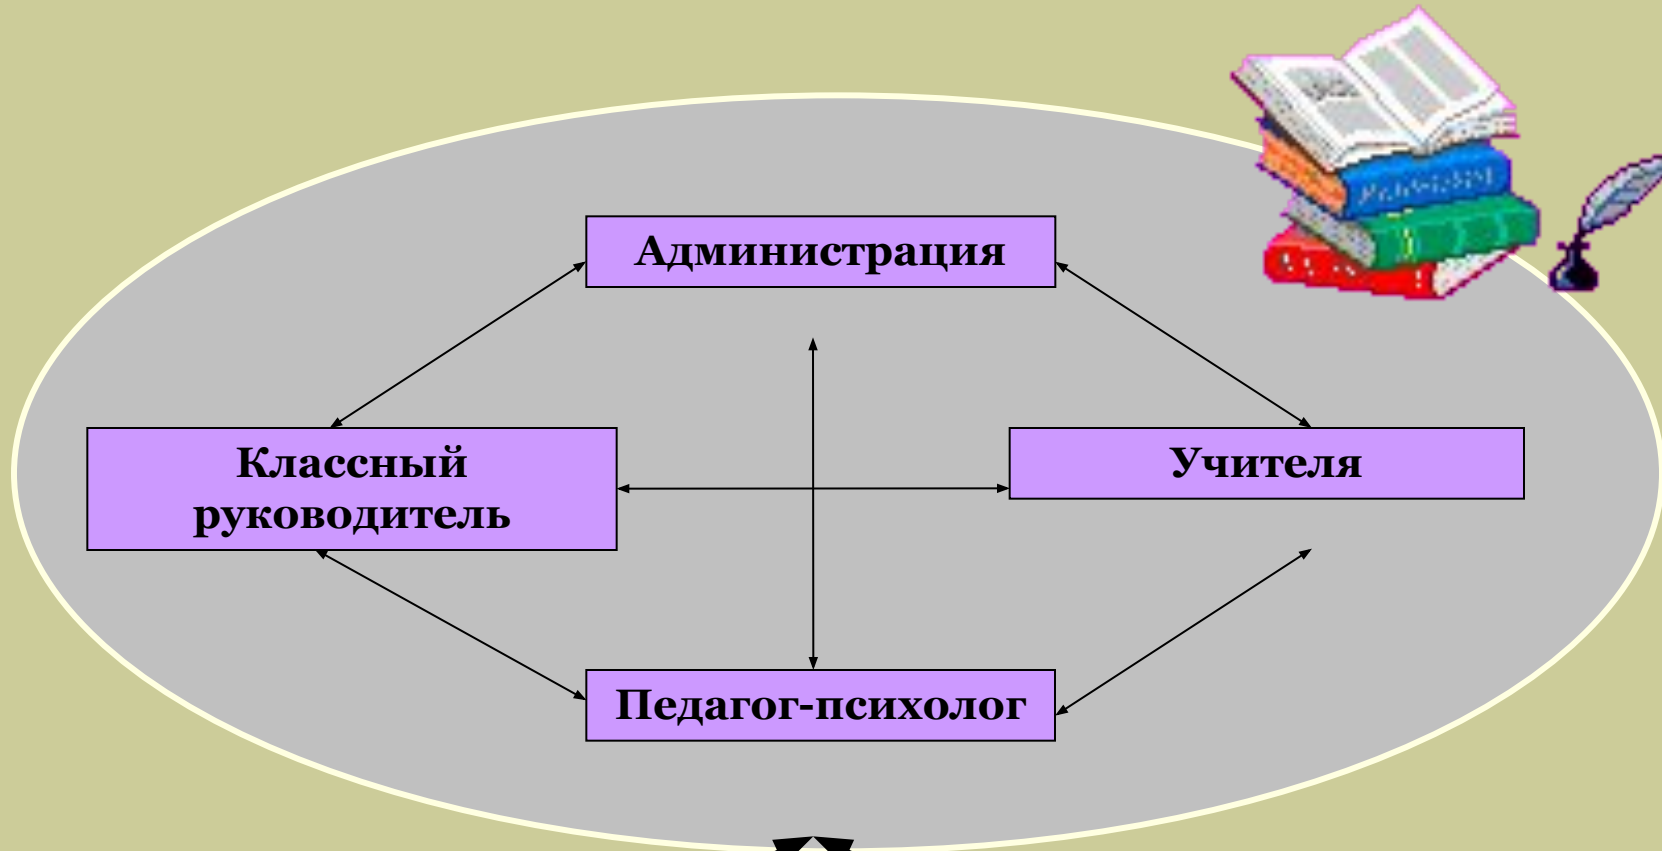 Администрация
Классный
руководитель
Учителя
Педагог-психолог